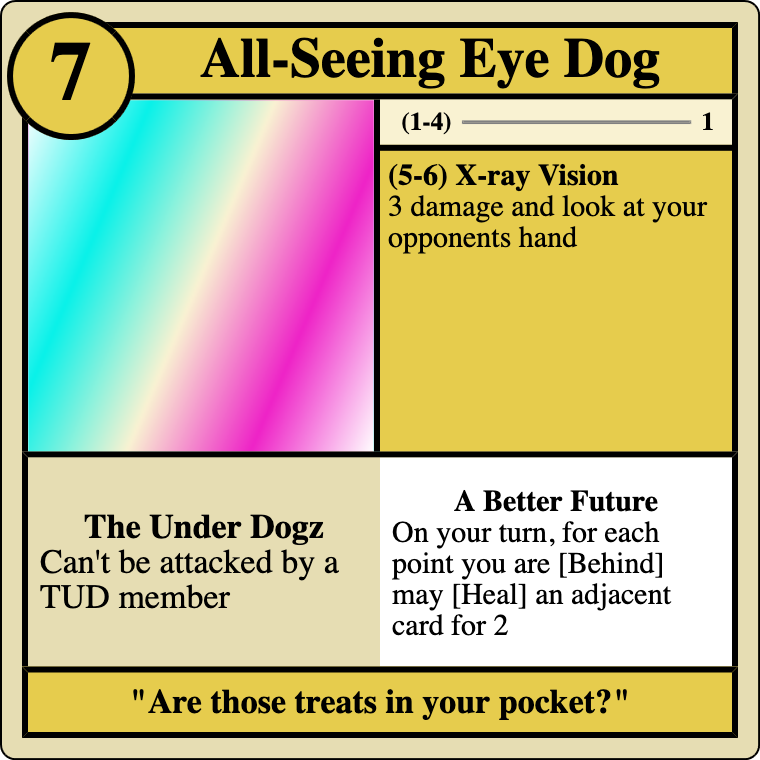 7
All-Seeing Eye Dog
(1-4) 1
(5-6) X-ray Vision
3 damage and look at your
opponents hand
The Under Dogz
Can't be attacked by a
TUD member
A Better Future
On your turn, for each
point you are [Behind]
may [Heal] an adjacent
card for 2
"Are those treats in your pocket?"